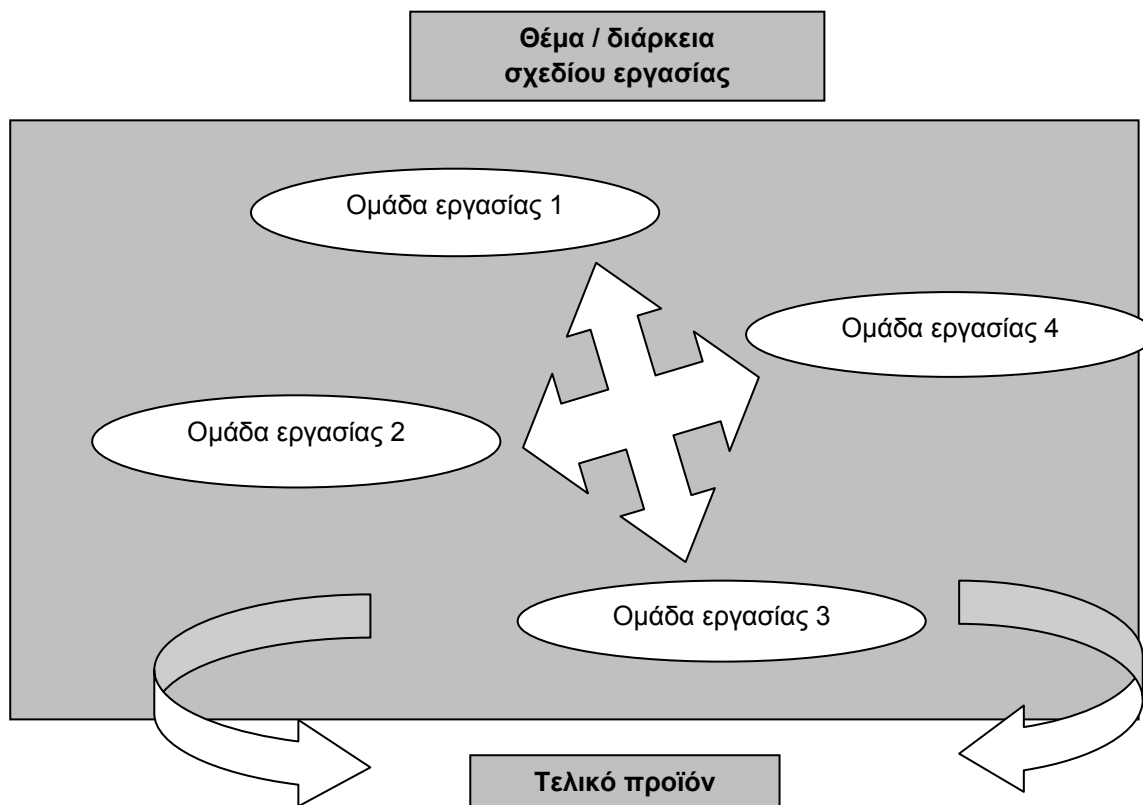 Θέμα / διάρκεια
σχεδίου εργασίας
Ομάδα εργασίας 1
Ομάδα εργασίας 4
Ομάδα εργασίας 2
Ομάδα εργασίας 3
Τελικό προϊόν